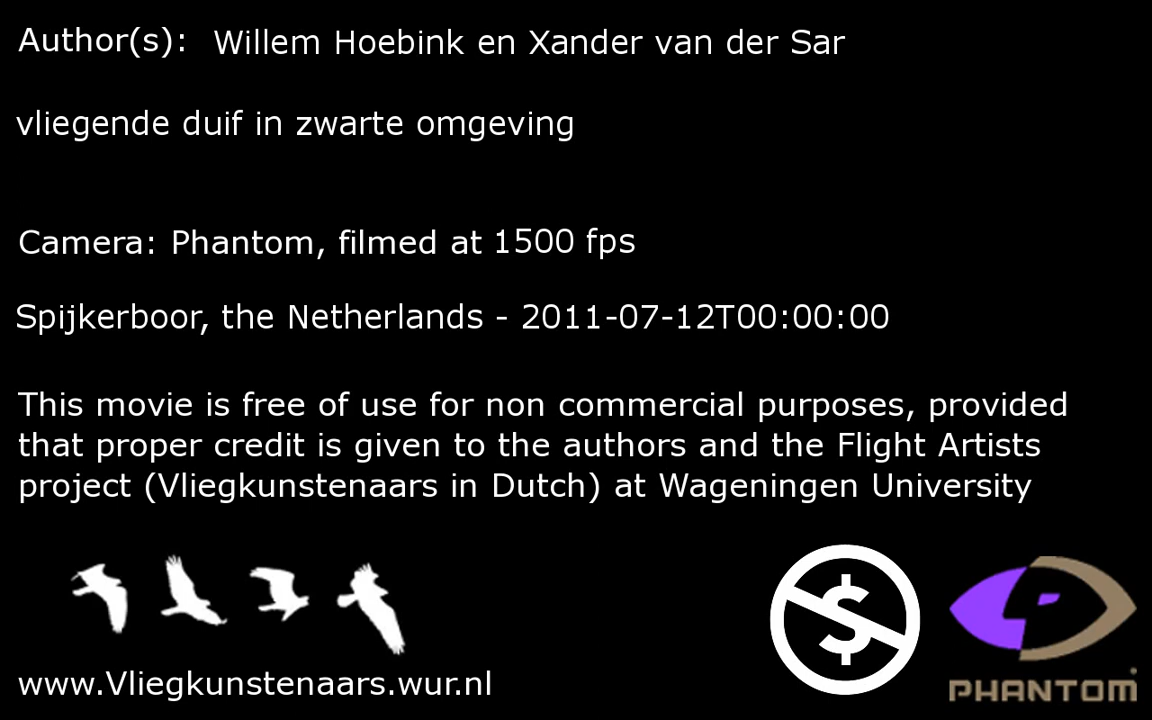 Author(s): Willem Hoebink en Xander van der Sar
vliegende duif in zwarte omgeving
Camera: Phantom, filmed at 1500 fps
Spijkerboor, the Netherlands - 2011-07-12T00:00:00
This movie is free of use for non commercial purposes, provided
that proper credit is given to the authors and the Flight Artists
project (Vliegkunstenaars in Dutch) at Wageningen University
$
PHANTOM
www.Vliegkunstenaars.wur.nl